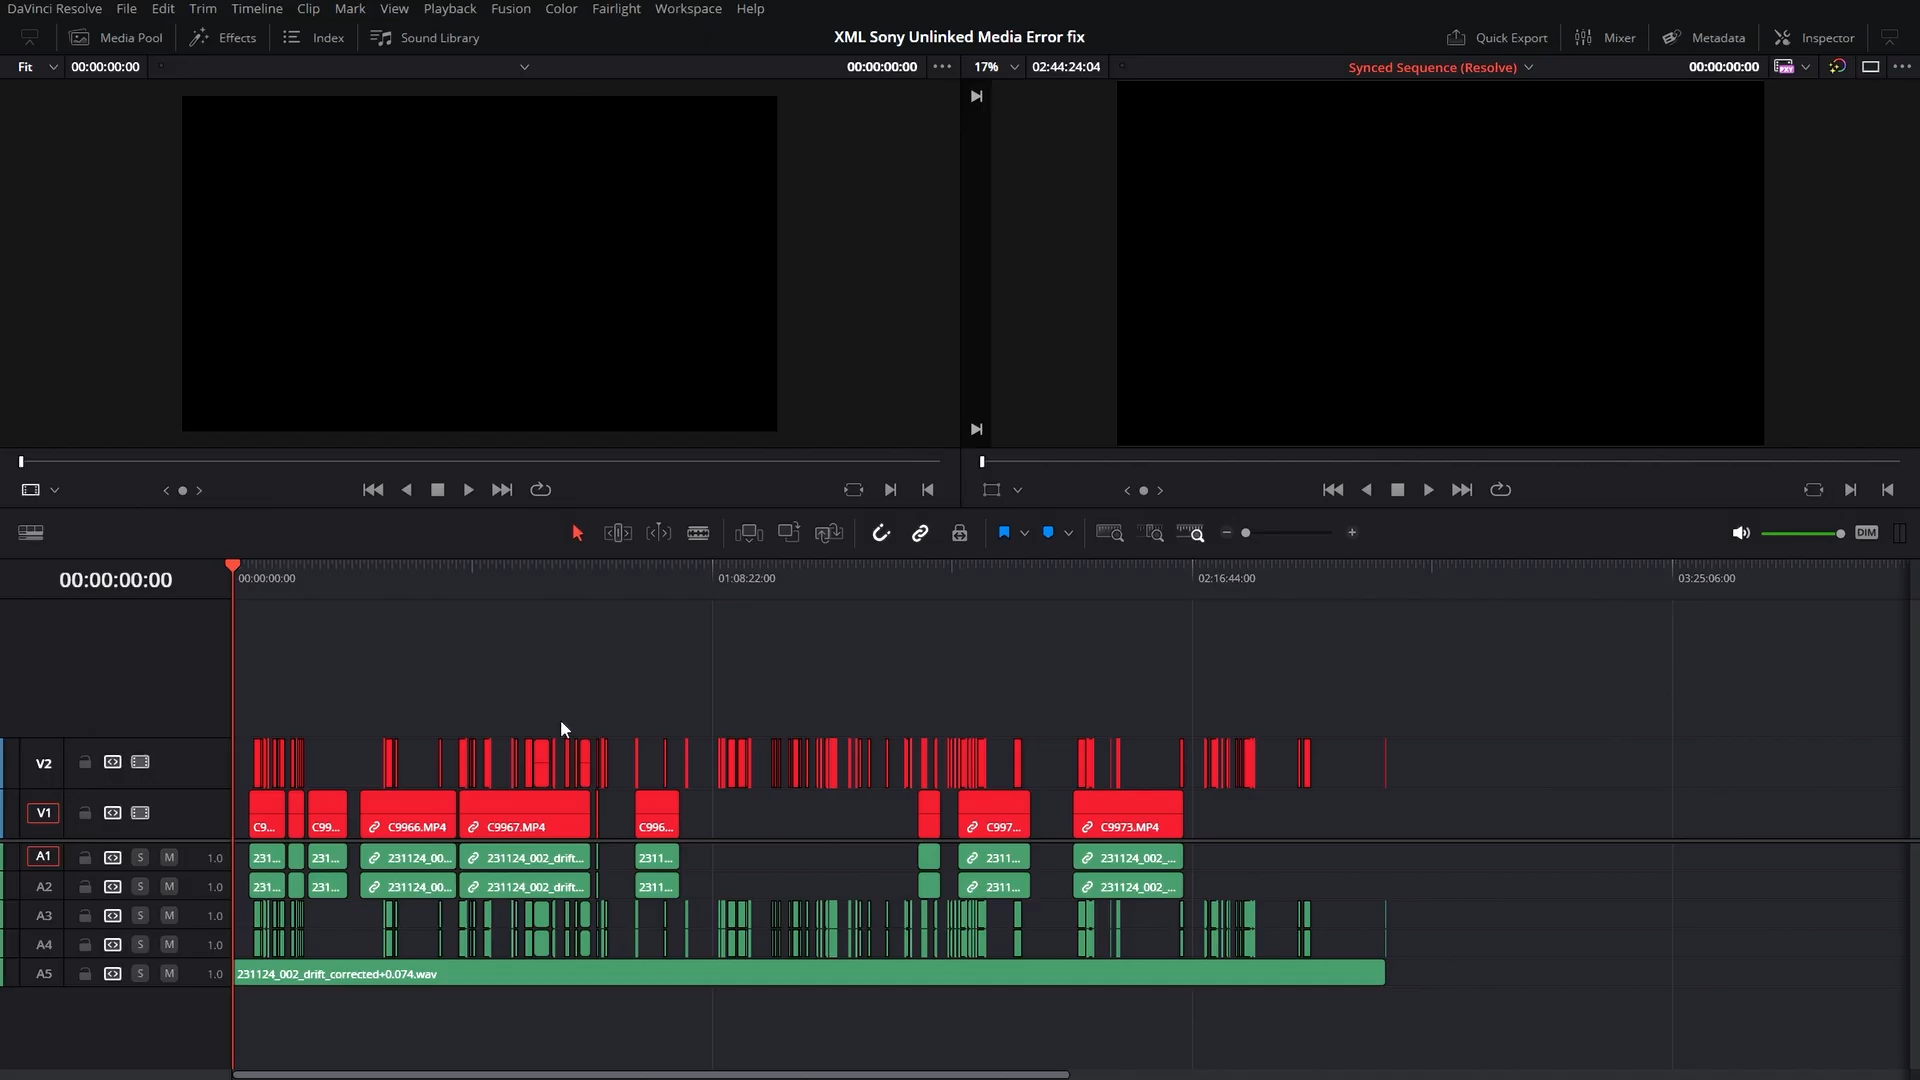 DaVinci Resolve File Edit Trim Timeline Clip Mark View Playback Fusion Color Fairlight Workspace Help
Media Pool Effects Index Sound Library XML Sony Unlinked Media Error fix Quick Export Mixer Metadata Inspector
Fit 00:00:00:00 00:00:00:00 17% 02:44:24:04 Synced Sequence (Resolve) 00:00:00:00 PXY
DIM
00:00:00:00 00:00:00:00 01:08:22:00 02:16:44:00 03:25:06:00
V2
V1 C9... C99... C9966.MP4 C9967.MP4 C996... C997... C9973.MP4
A1 S M 1.0 231... 231... 231124_00... 231124_002_drift... 2311... 2311... 231124_002_...
A2 S M 1.0 231... 231... 231124_00... 231124_002_drift... 2311... 2311... 231124_002_...
A3 S M 1.0
A4 S M 1.0
A5 S M 1.0 231124_002_drift_corrected+0.074.wav